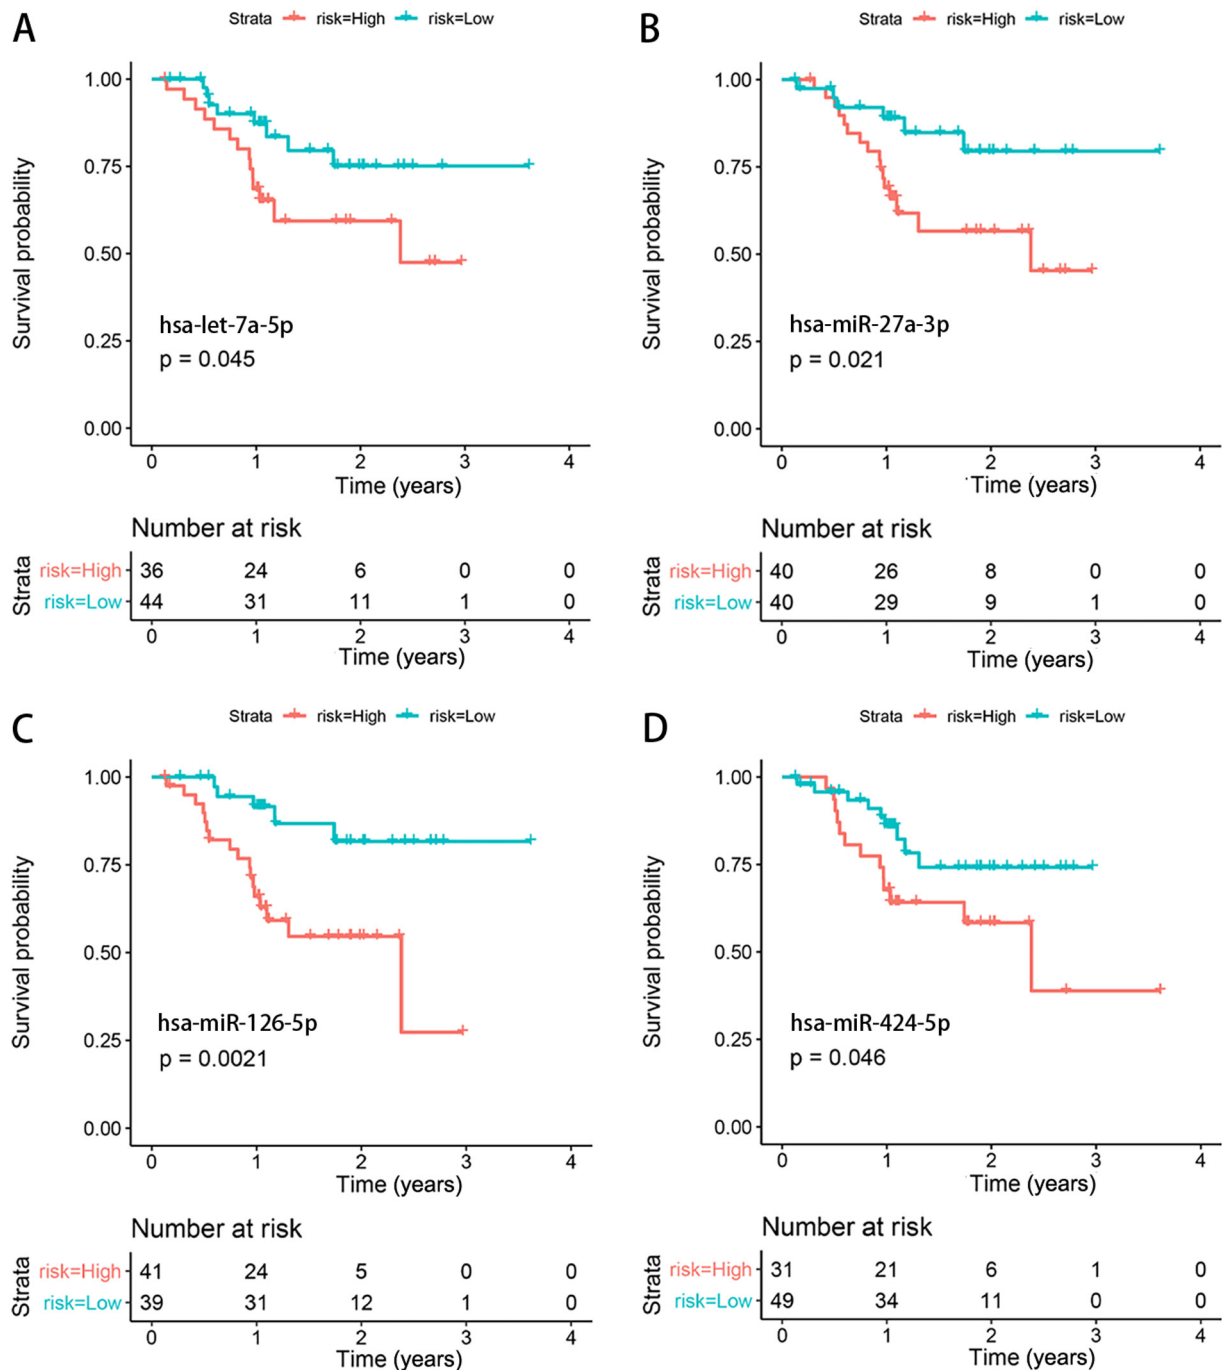 A
Strata risk=High risk=Low
Survival probability
1.00
0.75
0.50
0.25
0.00
hsa-let-7a-5p
p = 0.045
0 1 2 3 4
Time (years)
Number at risk
Strata
risk=High 36 24 6 0 0
risk=Low 44 31 11 1 0
0 1 2 3 4
Time (years)
B
Strata risk=High risk=Low
Survival probability
1.00
0.75
0.50
0.25
0.00
hsa-miR-27a-3p
p = 0.021
0 1 2 3 4
Time (years)
Number at risk
Strata
risk=High 40 26 8 0 0
risk=Low 40 29 9 1 0
0 1 2 3 4
Time (years)
C
Strata risk=High risk=Low
Survival probability
1.00
0.75
0.50
0.25
0.00
hsa-miR-126-5p
p = 0.0021
0 1 2 3 4
Time (years)
Number at risk
Strata
risk=High 41 24 5 0 0
risk=Low 39 31 12 1 0
0 1 2 3 4
Time (years)
D
Strata risk=High risk=Low
Survival probability
1.00
0.75
0.50
0.25
0.00
hsa-miR-424-5p
p = 0.046
0 1 2 3 4
Time (years)
Number at risk
Strata
risk=High 31 21 6 1 0
risk=Low 49 34 11 0 0
0 1 2 3 4
Time (years)